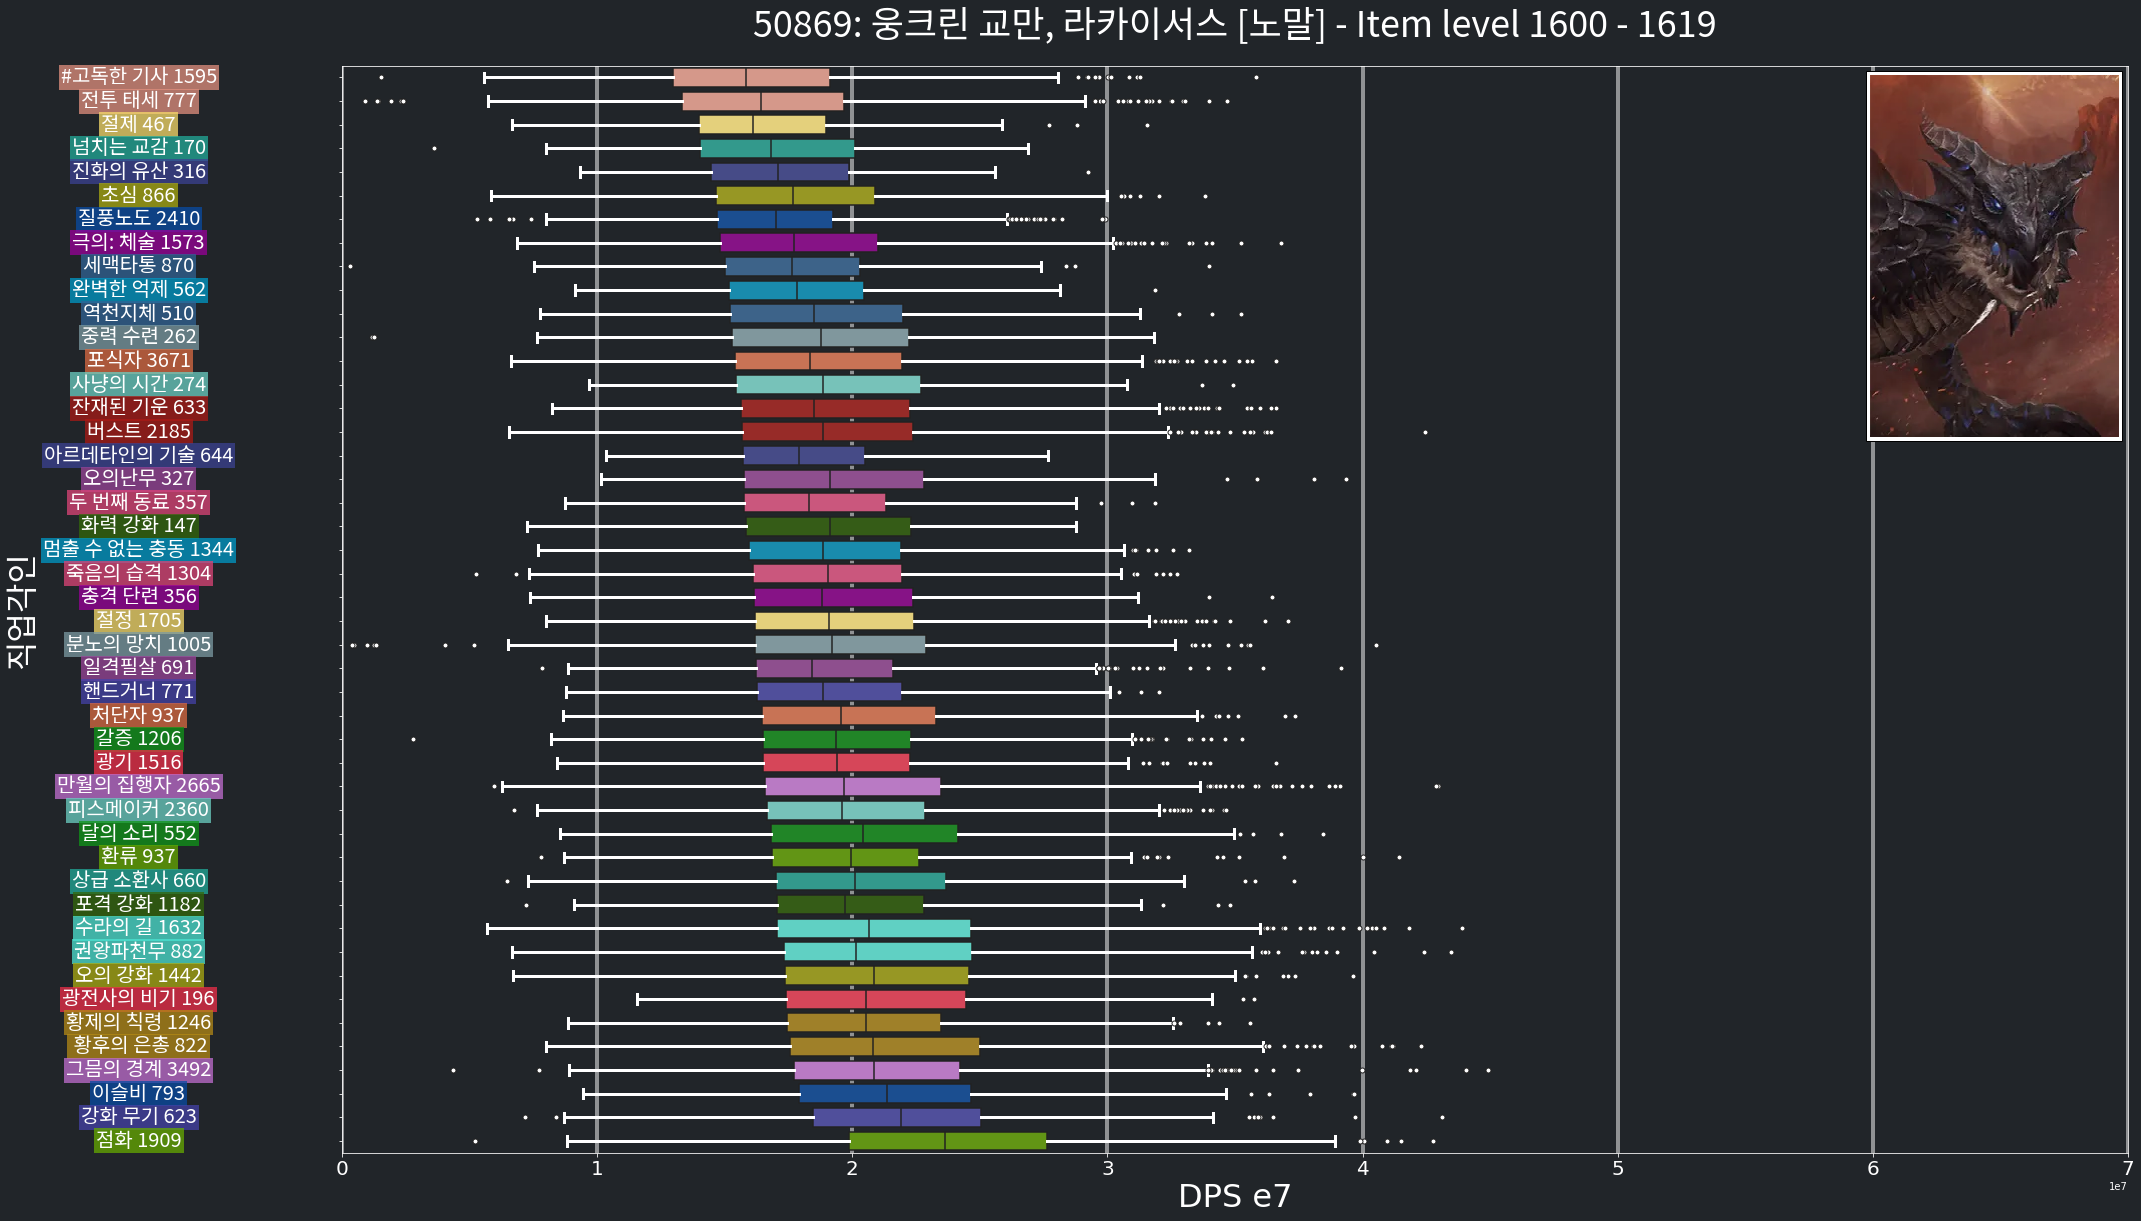 50869: 웅크린 교만, 라카이서스 [노말] - Item level 1600 - 1619
#고독한 기사 1595
전투 태세 777
절제 467
넘치는 교감 170
진화의 유산 316
초심 866
질풍노도 2410
극의: 체술 1573
세맥타통 870
완벽한 억제 562
역천지체 510
중력 수련 262
포식자 3671
사냥의 시간 274
잔재된 기운 633
버스트 2185
아르데타인의 기술 644
오의난무 327
두 번째 동료 357
화력 강화 147
멈출 수 없는 충동 1344
죽음의 습격 1304
충격 단련 356
절정 1705
분노의 망치 1005
일격필살 691
핸드거너 771
처단자 937
갈증 1206
광기 1516
만월의 집행자 2665
피스메이커 2360
달의 소리 552
환류 937
상급 소환사 660
포격 강화 1182
수라의 길 1632
권왕파천무 882
오의 강화 1442
광전사의 비기 196
황제의 칙령 1246
황후의 은총 822
그믐의 경계 3492
이슬비 793
강화 무기 623
점화 1909
직업각인
0 1 2 3 4 5 6 7
DPS e7
1e7